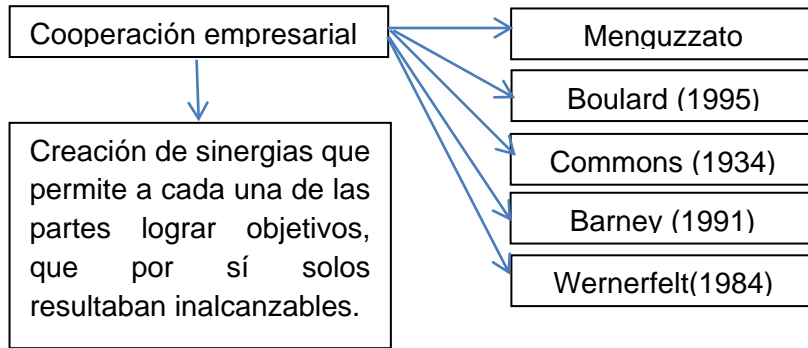 Cooperación empresarial
Creación de sinergias que
permite a cada una de las
partes lograr objetivos,
que por sí solos
resultaban inalcanzables.
Menguzzato
Boulard (1995)
Commons (1934)
Barney (1991)
Wernerfelt(1984)